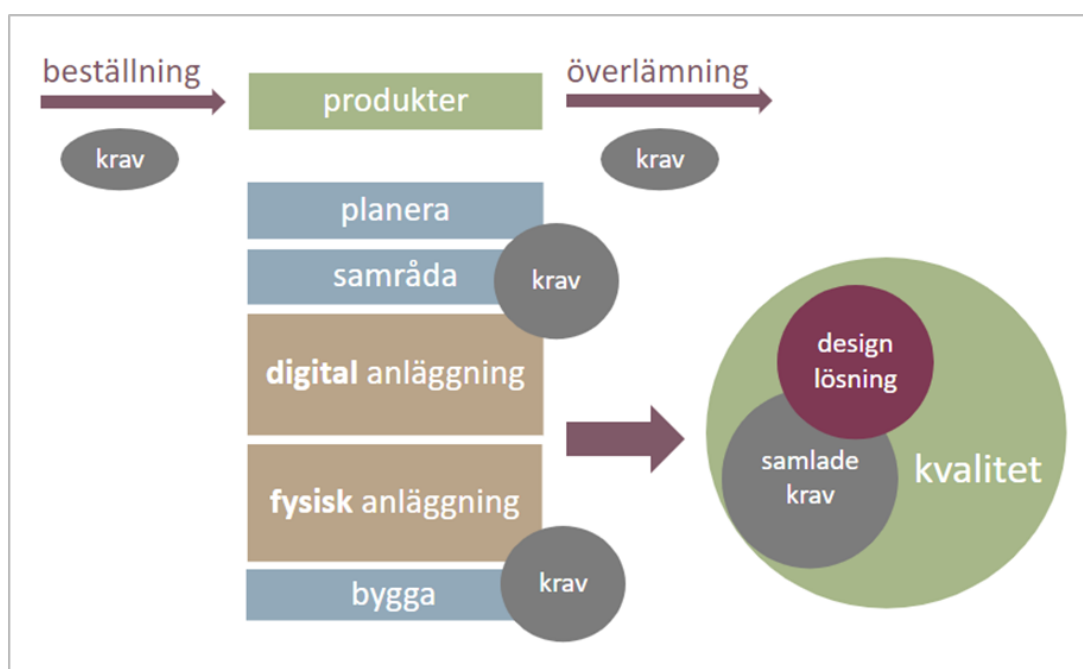 beställning
krav
produkter
överlämning
krav
planera
samråda
krav
digital anläggning
fysisk anläggning
bygga
krav
design
lösning
samlade
krav
kvalitet